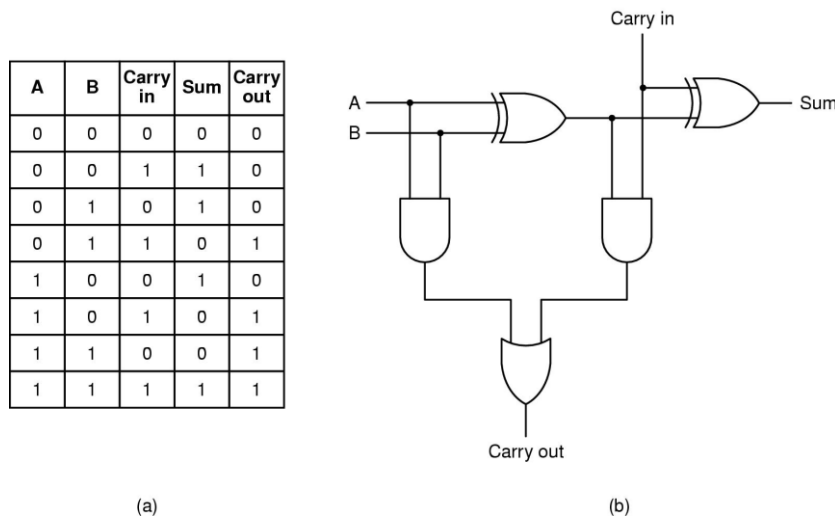 A B Carry in Sum Carry out
0 0 0 0 0
0 0 1 1 0
0 1 0 1 0
0 1 1 0 1
1 0 0 1 0
1 0 1 0 1
1 1 0 0 1
1 1 1 1 1
(a)
Carry in
A
B
Sum
Carry out
(b)